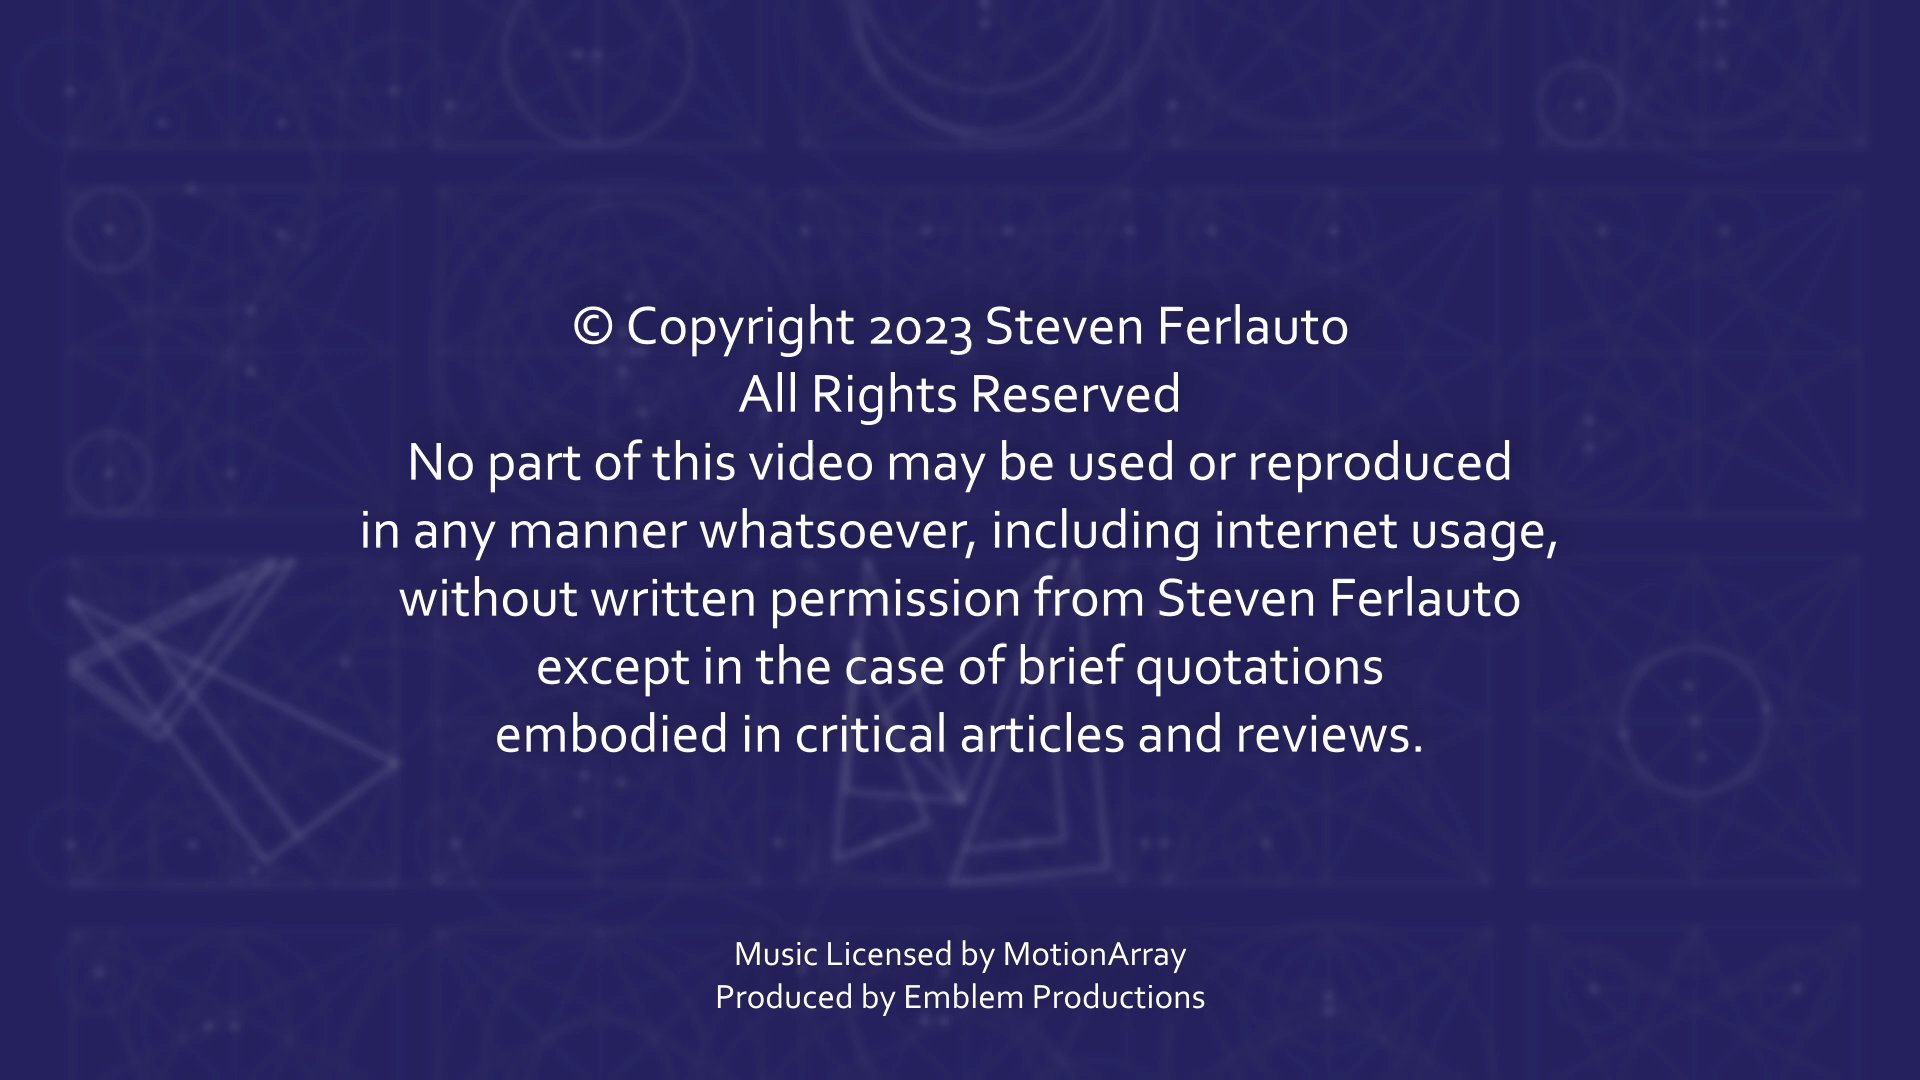 © Copyright 2023 Steven Ferlauto
All Rights Reserved
No part of this video may be used or reproduced
in any manner whatsoever, including internet usage,
without written permission from Steven Ferlauto
except in the case of brief quotations
embodied in critical articles and reviews.
Music Licensed by MotionArray
Produced by Emblem Productions